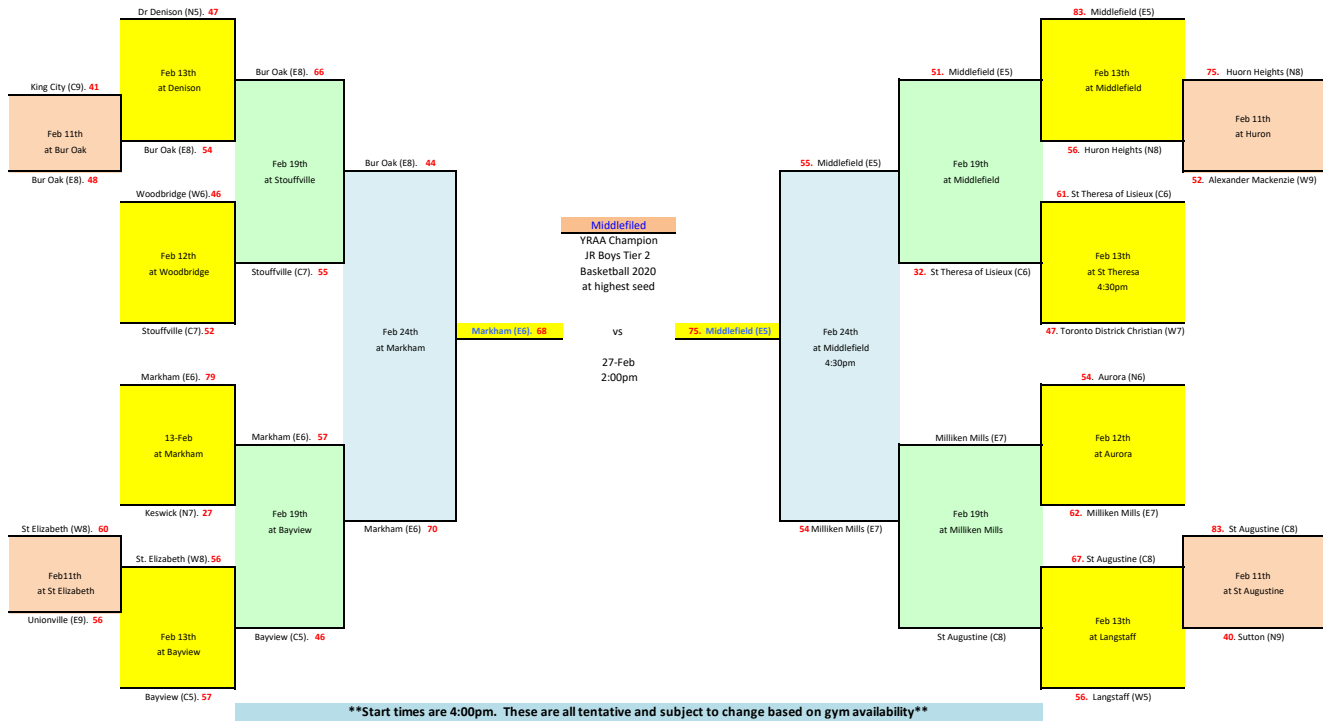 Dr Denison (N5). 47
Feb 13th
at Denison
King City (C9). 41
Feb 11th
at Bur Oak
Bur Oak (E8). 48
Bur Oak (E8). 54
Bur Oak (E8). 66
Feb 19th
at Stouffville
Woodbridge (W6). 46
Feb 12th
at Woodbridge
Stouffville (C7). 52
Stouffville (C7). 55
Bur Oak (E8). 44
Feb 24th
at Markham
Markham (E6). 79
13-Feb
at Markham
Keswick (N7). 27
Markham (E6). 57
Feb 19th
at Bayview
St Elizabeth (W8). 60
Feb11th
at St Elizabeth
Unionville (E9). 56
St. Elizabeth (W8). 56
Feb 13th
at Bayview
Bayview (C5). 57
Bayview (C5). 46
Markham (E6). 70
Markham (E6). 68
Middlefiled
YRAA Champion
JR Boys Tier 2
Basketball 2020
at highest seed
vs
27-Feb
2:00pm
75. Middlefield (E5)
55. Middlefield (E5)
Feb 24th
at Middlefield
4:30pm
54 Milliken Mills (E7)
51. Middlefield (E5)
Feb 19th
at Middlefield
32. St Theresa of Lisieux (C6)
83. Middlefield (E5)
Feb 13th
at Middlefield
56. Huron Heights (N8)
75. Huorn Heights (N8)
Feb 11th
at Huron
52. Alexander Mackenzie (W9)
61. St Theresa of Lisieux (C6)
Feb 13th
at St Theresa
4:30pm
47. Toronto Districk Christian (W7)
54. Aurora (N6)
Feb 12th
at Aurora
62. Milliken Mills (E7)
Milliken Mills (E7)
Feb 19th
at Milliken Mills
St Augustine (C8)
67. St Augustine (C8)
Feb 13th
at Langstaff
56. Langstaff (W5)
83. St Augustine (C8)
Feb 11th
at St Augustine
40. Sutton (N9)
**Start times are 4:00pm. These are all tentative and subject to change based on gym availability**